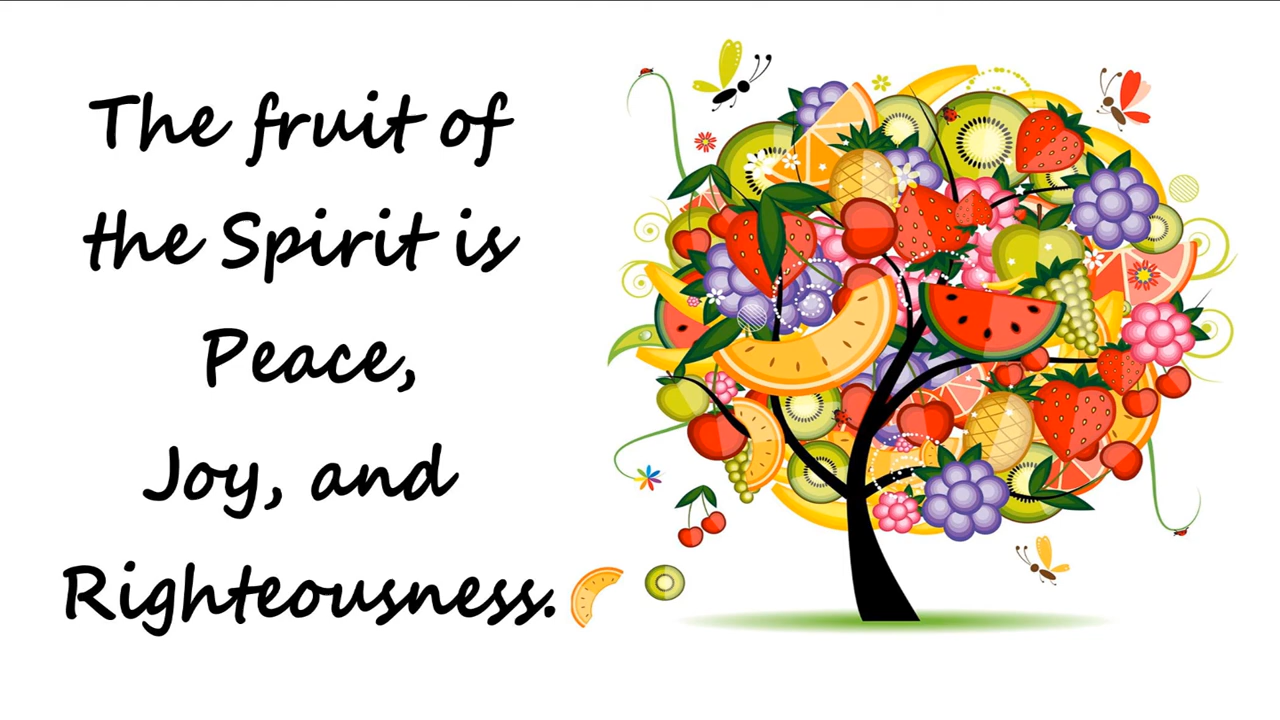 The fruit of
the Spirit is
Peace,
Joy, and
Righteousness.